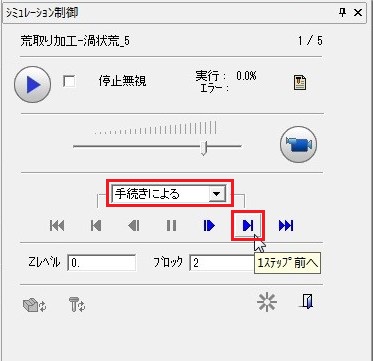 ｼﾐｭﾚｰｼｮﾝ制御
荒取り加工-渦状荒_5 1 / 5
停止無視 実行： 0.0%
エラー：
手続きによる
Zﾚﾍﾞﾙ 0. ﾌﾞﾛｯｸ 2
1ｽﾃｯﾌﾟ前へ